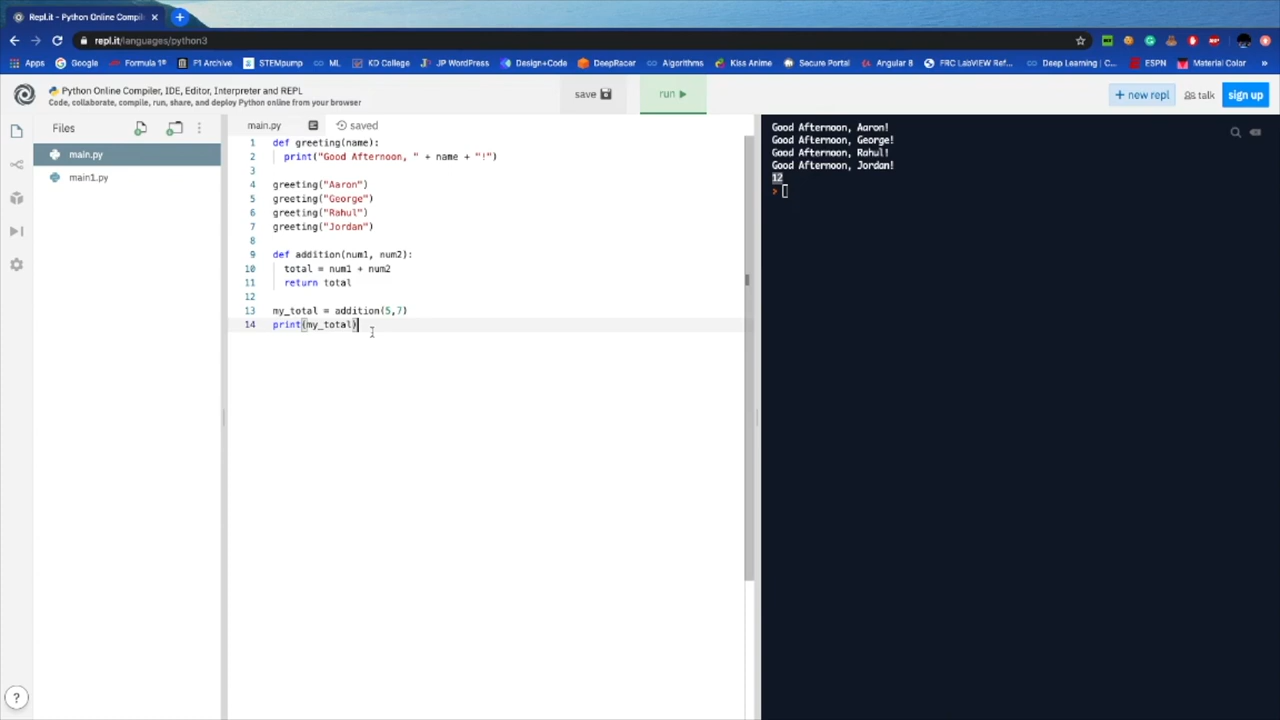 Repl.it - Python Online Compil
repl.it/languages/python3
Apps Google Formula 1® F1 Archive STEMpump ML KD College JP WordPress Design+Code DeepRacer Algorithms Kiss Anime Secure Portal Angular 8 FRC LabVIEW Ref... Deep Learning | C... ESPN Material Color »
Python Online Compiler, IDE, Editor, Interpreter and REPL
Code, collaborate, compile, run, share, and deploy Python online from your browser
save
run
+ new repl
talk
sign up
Files
main.py
main1.py
main.py
saved
1 def greeting(name):
2 print("Good Afternoon, " + name + "!")
3
4 greeting("Aaron")
5 greeting("George")
6 greeting("Rahul")
7 greeting("Jordan")
8
9 def addition(num1, num2):
10 total = num1 + num2
11 return total
12
13 my_total = addition(5,7)
14 print(my_total)
Good Afternoon, Aaron!
Good Afternoon, George!
Good Afternoon, Rahul!
Good Afternoon, Jordan!
12
>
?